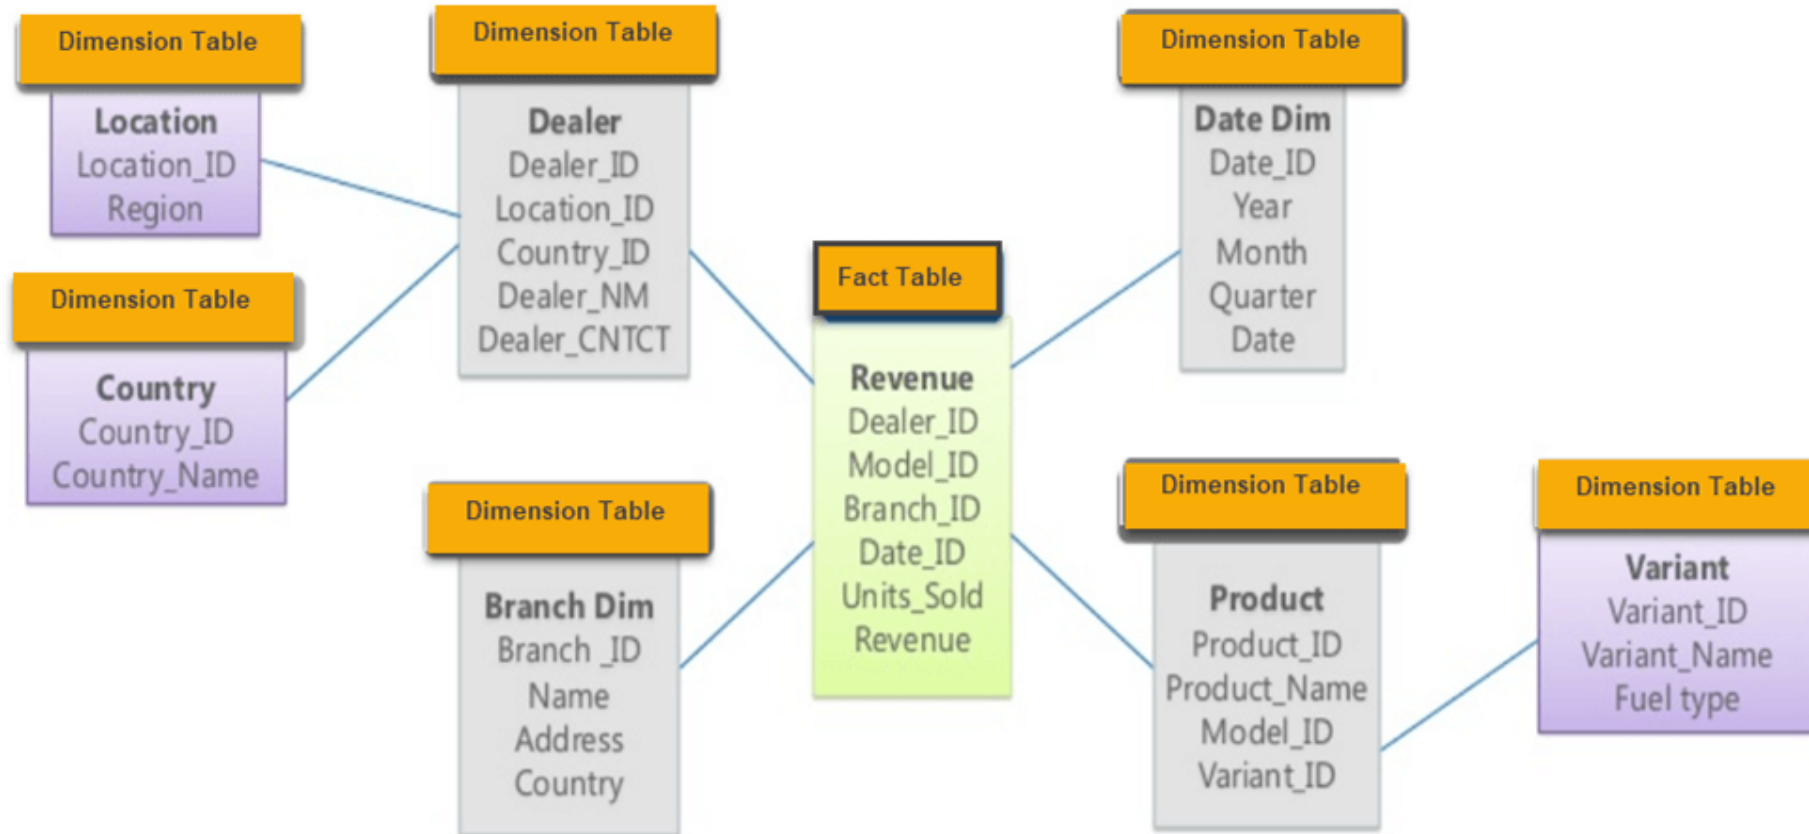 Dimension Table
Location
Location_ID
Region
Dimension Table
Dealer
Dealer_ID
Location_ID
Country_ID
Dealer_NM
Dealer_CNTCT
Dimension Table
Date Dim
Date_ID
Year
Month
Quarter
Date
Dimension Table
Country
Country_ID
Country_Name
Fact Table
Revenue
Dealer_ID
Model_ID
Branch_ID
Date_ID
Units_Sold
Revenue
Dimension Table
Branch Dim
Branch _ID
Name
Address
Country
Dimension Table
Product
Product_ID
Product_Name
Model_ID
Variant_ID
Dimension Table
Variant
Variant_ID
Variant_Name
Fuel type